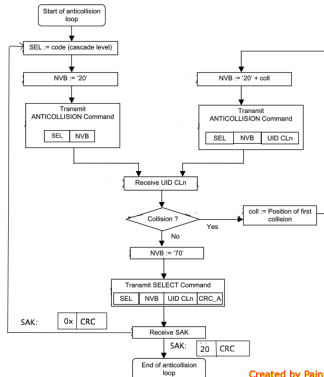 Start of anticollision
loop
SEL := code (cascade level)
NVB := '20'
NVB := '20' + coll
Transmit
ANTICOLLISION Command
SEL NVB
Transmit
ANTICOLLISION Command
SEL NVB UID CLn
Receive UID CLn
Collision ?
Yes
coll := Position of first
collision
No
NVB := '70'
Transmit SELECT Command
SEL NVB UID CLn CRC_A
SAK: 0x CRC
Receive SAK
SAK: 20 CRC
End of anticollision
loop
Created by Pain